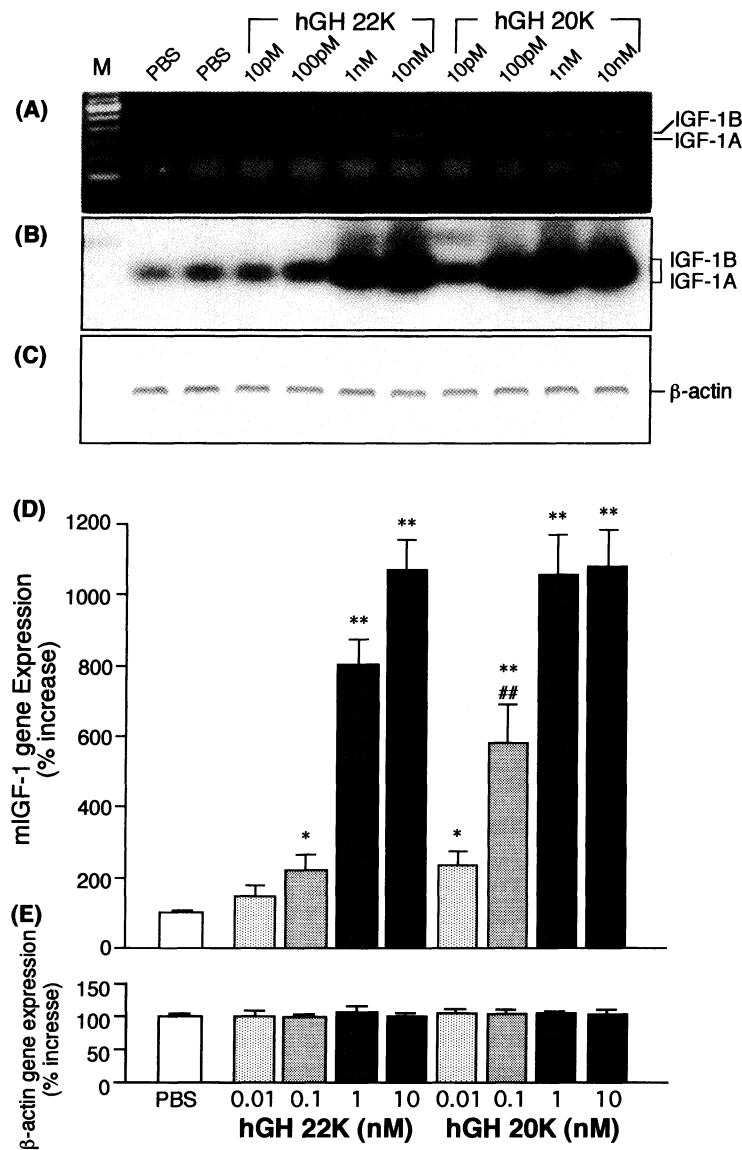 hGH 22K hGH 20K
M PBS PBS 10pM 100pM 1nM 10nM 10pM 100pM 1nM 10nM
(A)
IGF-1B
IGF-1A
(B)
IGF-1B
IGF-1A
(C)
β-actin
(D)
mIGF-1 gene Expression
(% increase)
1200
1000
800
600
400
200
0
** ** ** **
** ##
* *
(E)
β-actin gene expression
(% increse)
150
100
50
0
PBS 0.01 0.1 1 10 0.01 0.1 1 10
hGH 22K (nM) hGH 20K (nM)